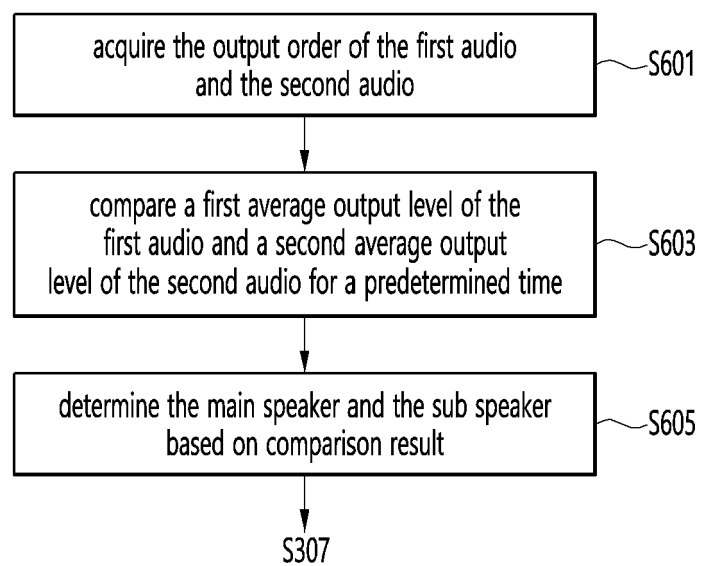 acquire the output order of the first audio
and the second audio
S601
compare a first average output level of the
first audio and a second average output
level of the second audio for a predetermined time
S603
determine the main speaker and the sub speaker
based on comparison result
S605
S307